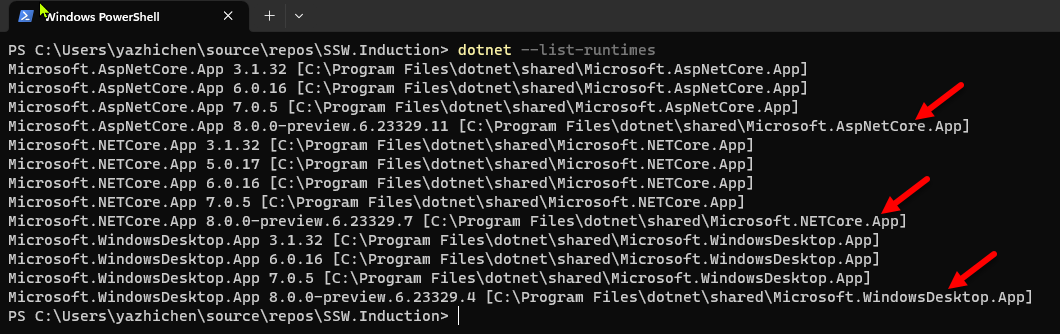 Windows PowerShell
PS C:\Users\yazhichen\source\repos\SSW.Induction> dotnet --list-runtimes
Microsoft.AspNetCore.App 3.1.32 [C:\Program Files\dotnet\shared\Microsoft.AspNetCore.App]
Microsoft.AspNetCore.App 6.0.16 [C:\Program Files\dotnet\shared\Microsoft.AspNetCore.App]
Microsoft.AspNetCore.App 7.0.5 [C:\Program Files\dotnet\shared\Microsoft.AspNetCore.App]
Microsoft.AspNetCore.App 8.0.0-preview.6.23329.11 [C:\Program Files\dotnet\shared\Microsoft.AspNetCore.App]
Microsoft.NETCore.App 3.1.32 [C:\Program Files\dotnet\shared\Microsoft.NETCore.App]
Microsoft.NETCore.App 5.0.17 [C:\Program Files\dotnet\shared\Microsoft.NETCore.App]
Microsoft.NETCore.App 6.0.16 [C:\Program Files\dotnet\shared\Microsoft.NETCore.App]
Microsoft.NETCore.App 7.0.5 [C:\Program Files\dotnet\shared\Microsoft.NETCore.App]
Microsoft.NETCore.App 8.0.0-preview.6.23329.7 [C:\Program Files\dotnet\shared\Microsoft.NETCore.App]
Microsoft.WindowsDesktop.App 3.1.32 [C:\Program Files\dotnet\shared\Microsoft.WindowsDesktop.App]
Microsoft.WindowsDesktop.App 6.0.16 [C:\Program Files\dotnet\shared\Microsoft.WindowsDesktop.App]
Microsoft.WindowsDesktop.App 7.0.5 [C:\Program Files\dotnet\shared\Microsoft.WindowsDesktop.App]
Microsoft.WindowsDesktop.App 8.0.0-preview.6.23329.4 [C:\Program Files\dotnet\shared\Microsoft.WindowsDesktop.App]
PS C:\Users\yazhichen\source\repos\SSW.Induction>